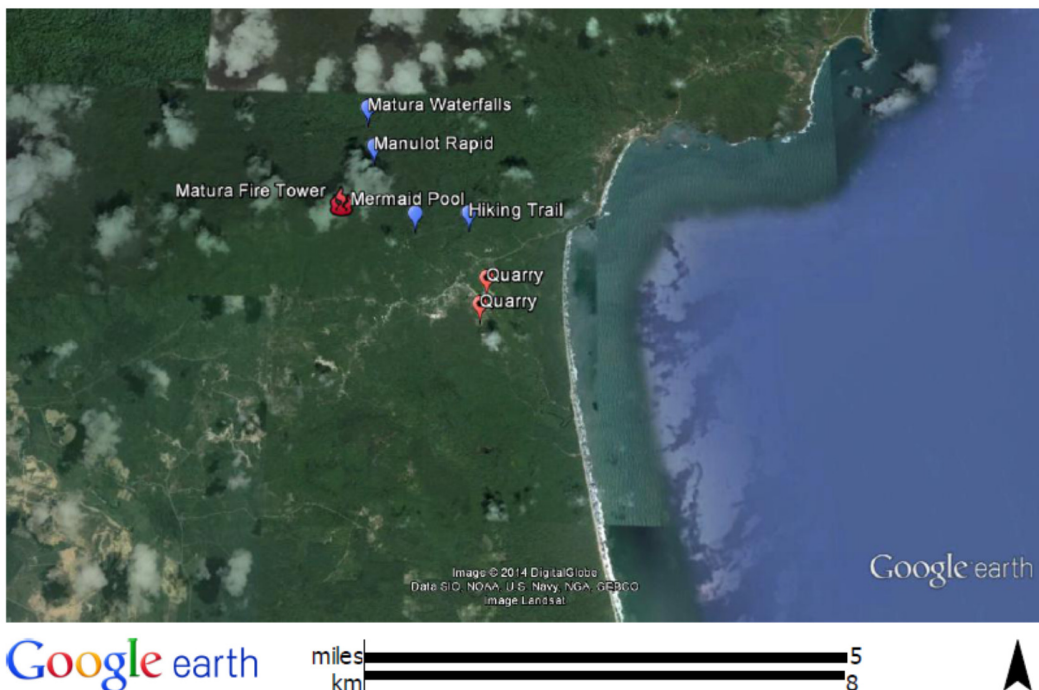 Matura Waterfalls
Manulot Rapid
Matura Fire Tower
Mermaid Pool
Hiking Trail
Quarry
Quarry
Image © 2014 DigitalGlobe
Data SIO, NOAA, U.S. Navy, NGA, GEBCO
Image Landsat
Google earth
Google earth
miles 5
km 8